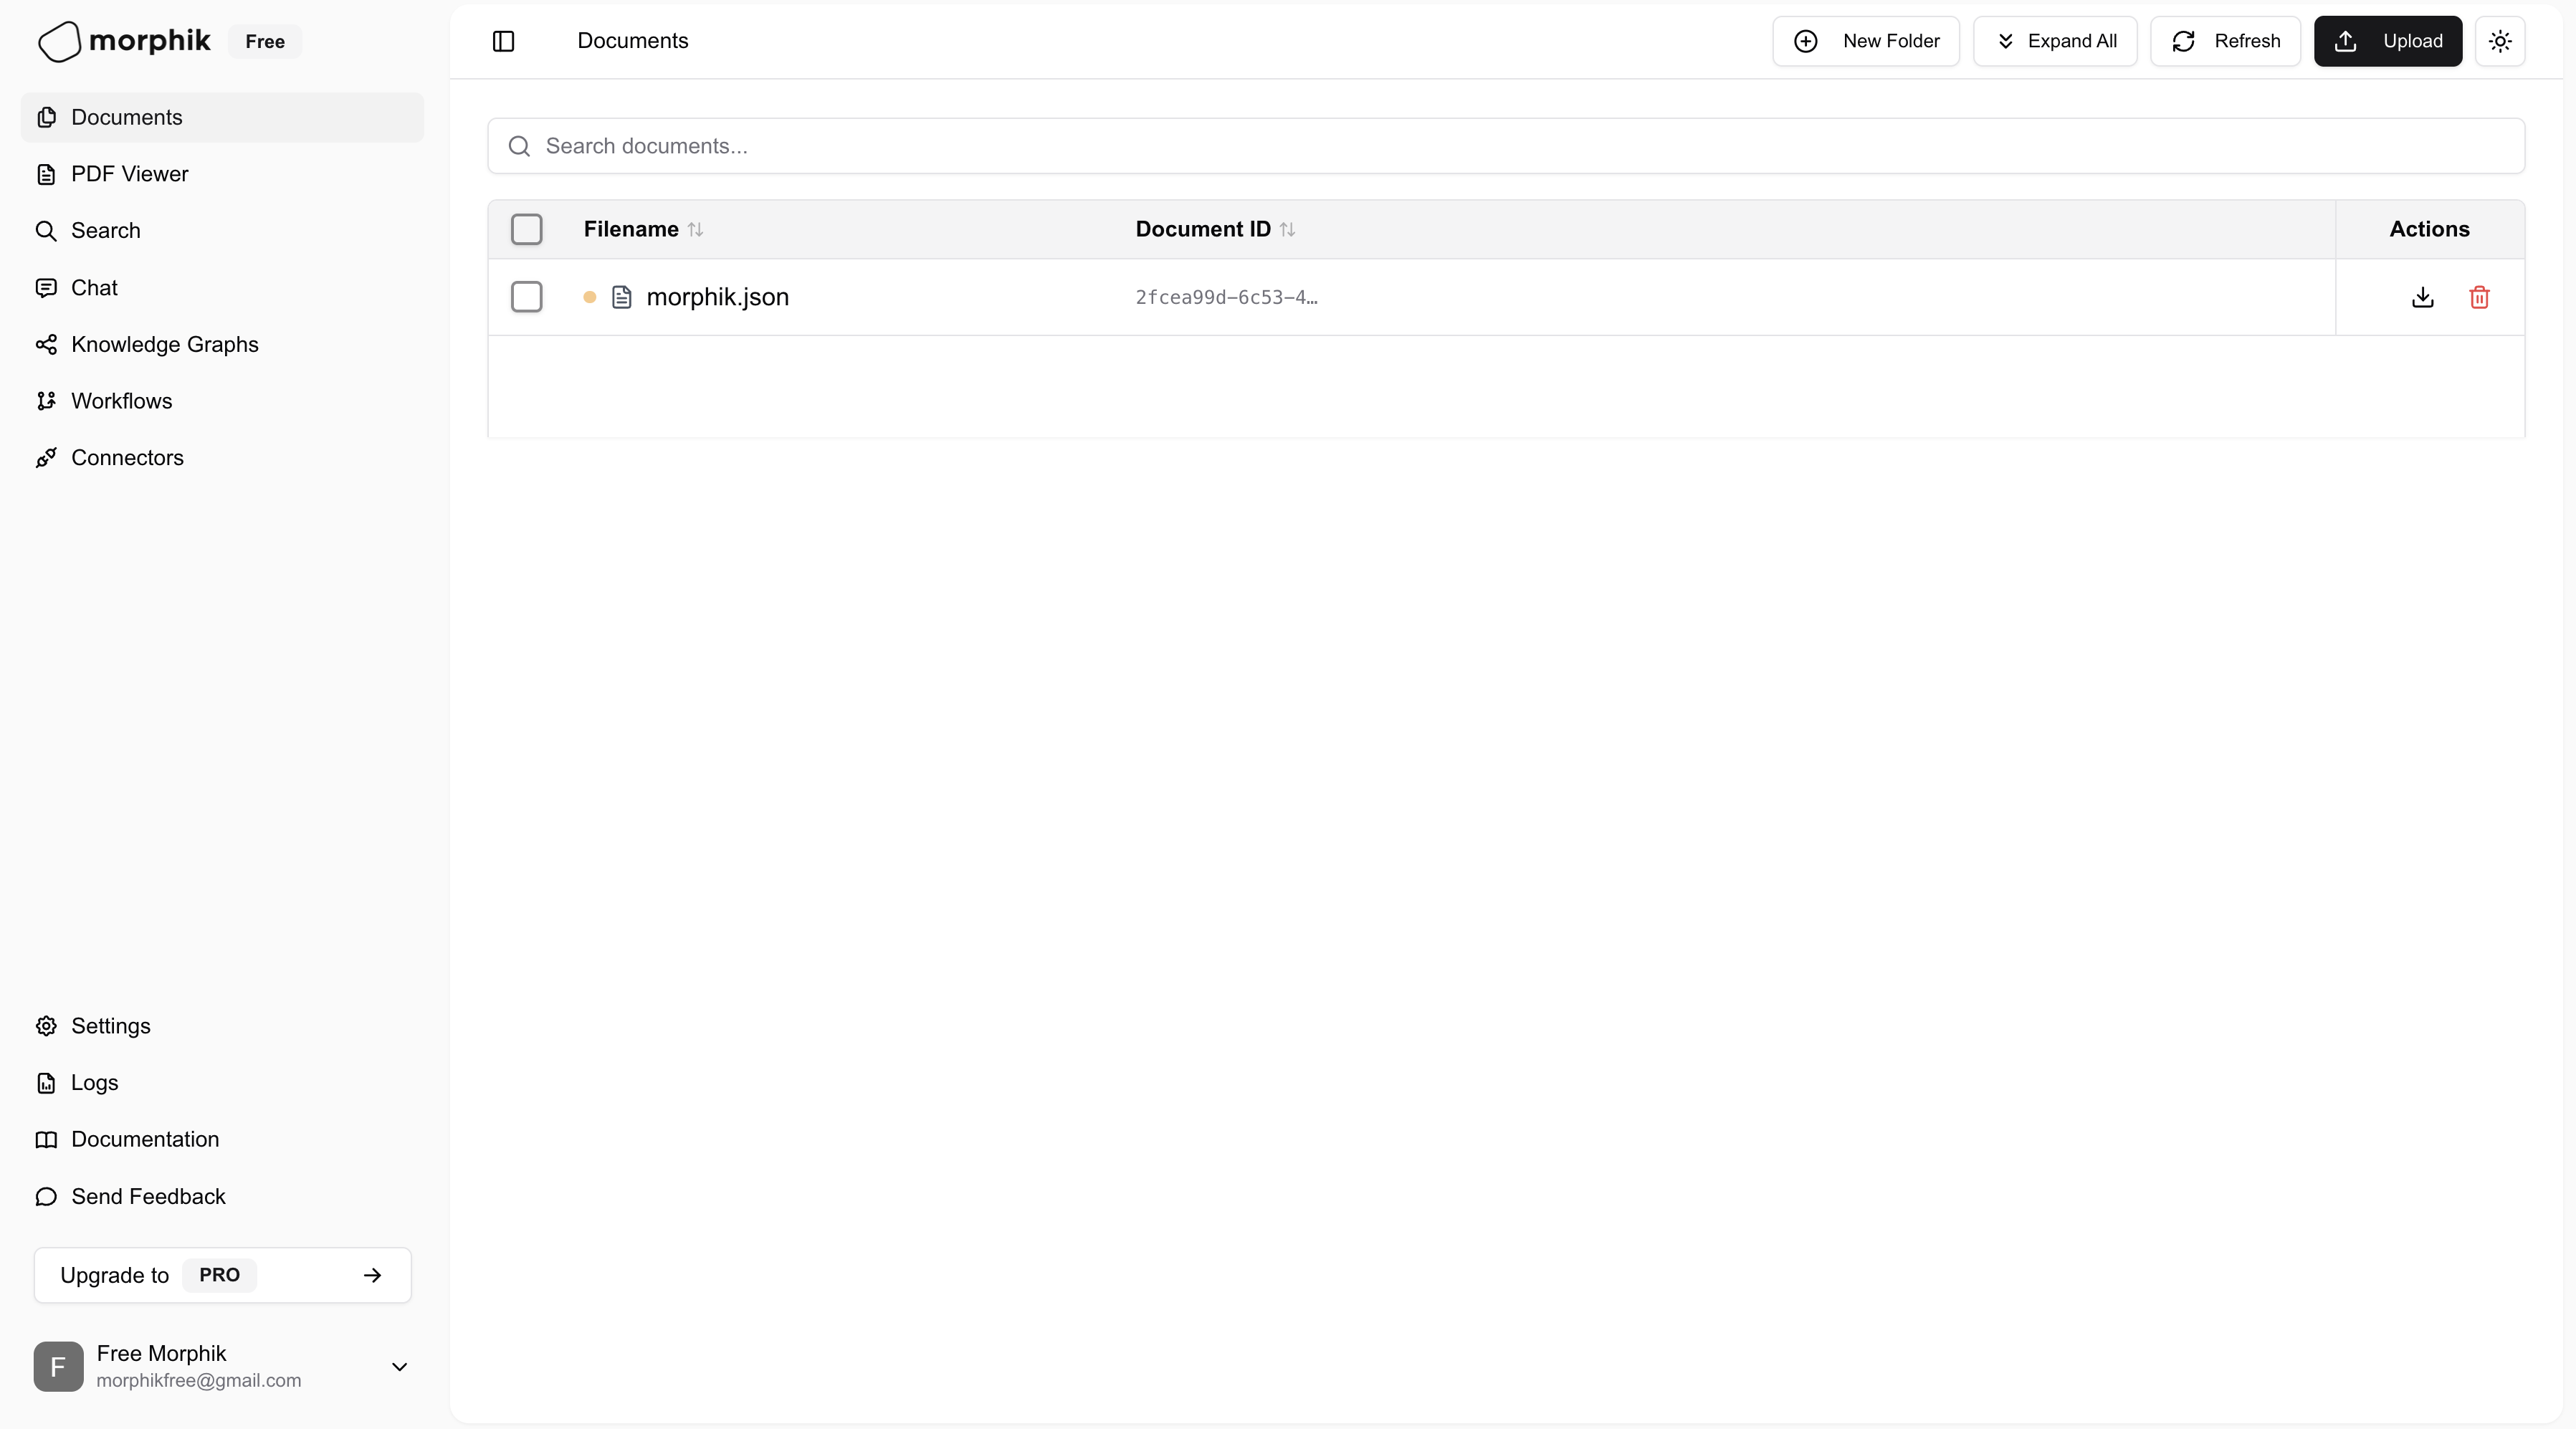 morphik Free
Documents
PDF Viewer
Search
Chat
Knowledge Graphs
Workflows
Connectors
Settings
Logs
Documentation
Send Feedback
Upgrade to PRO
F
Free Morphik
morphikfree@gmail.com
Documents
New Folder
Expand All
Refresh
Upload
Search documents...
Filename Document ID Actions
morphik.json 2fcea99d-6c53-4…